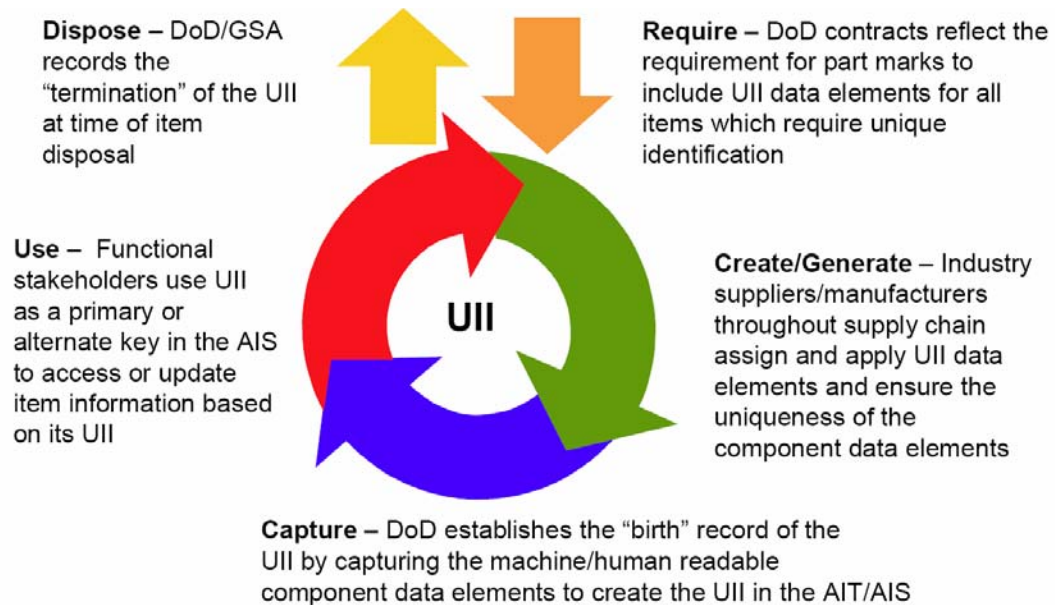 Dispose – DoD/GSA
records the
“termination” of the UII
at time of item
disposal
Require – DoD contracts reflect the
requirement for part marks to
include UII data elements for all
items which require unique
identification
Use – Functional
stakeholders use UII
as a primary or
alternate key in the AIS
to access or update
item information based
on its UII
UII
Create/Generate – Industry
suppliers/manufacturers
throughout supply chain
assign and apply UII data
elements and ensure the
uniqueness of the
component data elements
Capture – DoD establishes the “birth” record of the
UII by capturing the machine/human readable
component data elements to create the UII in the AIT/AIS